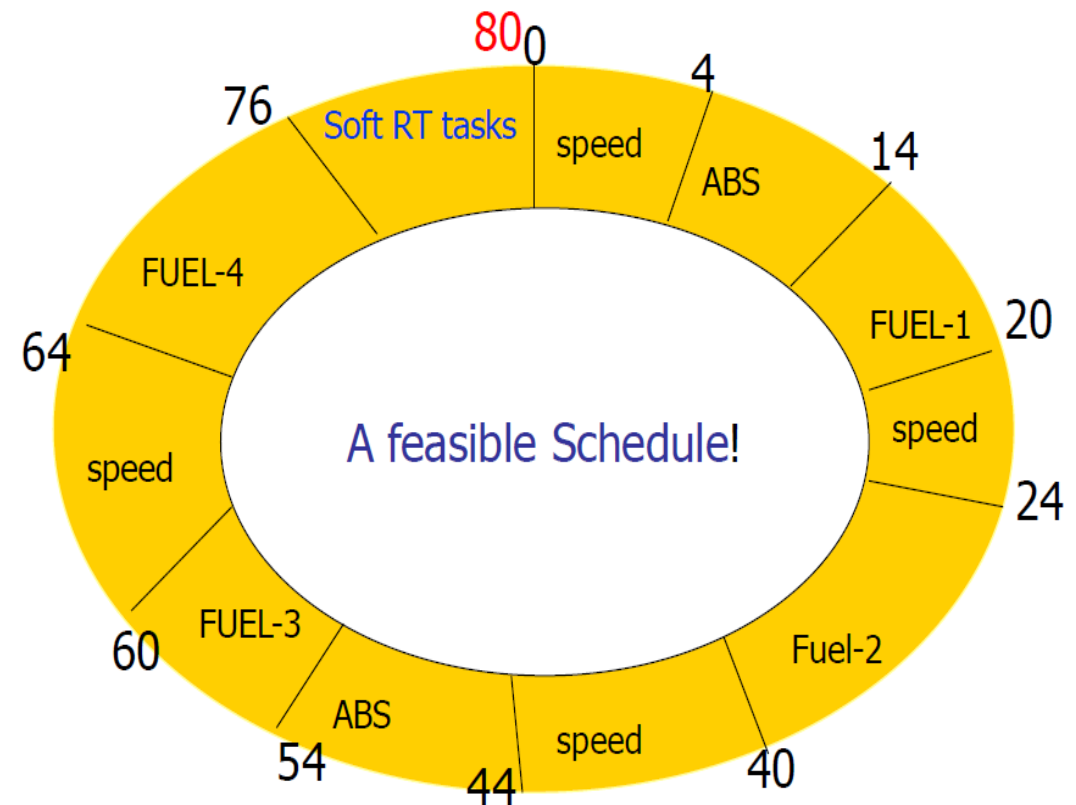 80
0
4
76
Soft RT tasks
speed
ABS
14
FUEL-4
FUEL-1
20
64
A feasible Schedule!
speed
speed
24
FUEL-3
60
Fuel-2
ABS
speed
54
44
40